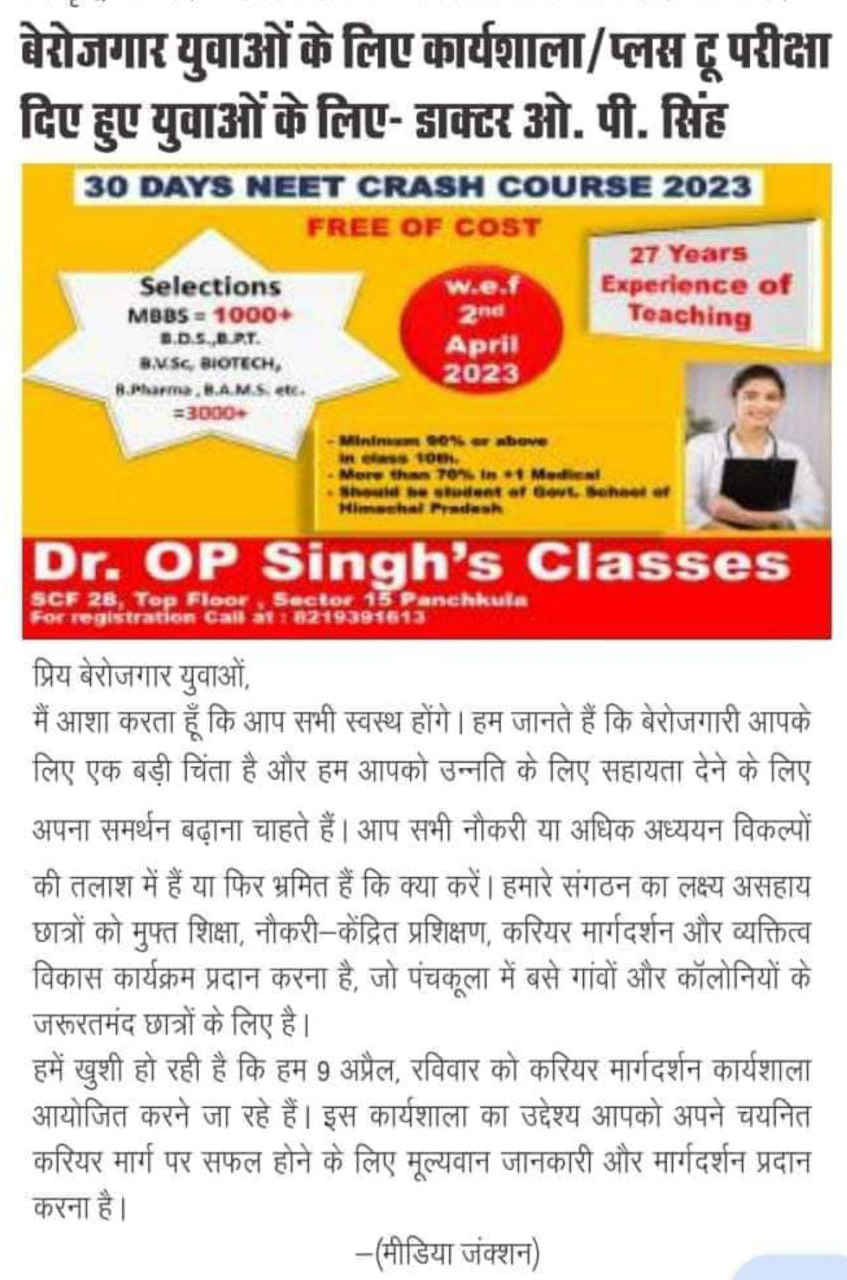 बेरोजगार युवाओं के लिए कार्यशाला/प्लस टू परीक्षा
दिए हुए युवाओं के लिए- डाक्टर ओ. पी. सिंह
30 DAYS NEET CRASH COURSE 2023
FREE OF COST
Selections
MBBS = 1000+
B.D.S.,B.P.T.
B.V.Sc, BIOTECH,
B.Pharma, B.A.M.S. etc.
=3000+
w.e.f
2nd
April
2023
27 Years
Experience of
Teaching
- Minimum 90% or above
in class 10th.
- More than 70% in +1 Medical
- Should be student of Govt. School of
Himachal Pradesh
Dr. OP Singh's Classes
SCF 28, Top Floor , Sector 15 Panchkula
For registration Call at : 8219391613
प्रिय बेरोजगार युवाओं,
मैं आशा करता हूँ कि आप सभी स्वस्थ होंगे। हम जानते हैं कि बेरोजगारी आपके
लिए एक बड़ी चिंता है और हम आपको उन्नति के लिए सहायता देने के लिए
अपना समर्थन बढ़ाना चाहते हैं। आप सभी नौकरी या अधिक अध्ययन विकल्पों
की तलाश में हैं या फिर भ्रमित हैं कि क्या करें। हमारे संगठन का लक्ष्य असहाय
छात्रों को मुफ्त शिक्षा, नौकरी–केंद्रित प्रशिक्षण, करियर मार्गदर्शन और व्यक्तित्व
विकास कार्यक्रम प्रदान करना है, जो पंचकूला में बसे गांवों और कॉलोनियों के
जरूरतमंद छात्रों के लिए है।
हमें खुशी हो रही है कि हम 9 अप्रैल, रविवार को करियर मार्गदर्शन कार्यशाला
आयोजित करने जा रहे हैं। इस कार्यशाला का उद्देश्य आपको अपने चयनित
करियर मार्ग पर सफल होने के लिए मूल्यवान जानकारी और मार्गदर्शन प्रदान
करना है।
–(मीडिया जंक्शन)